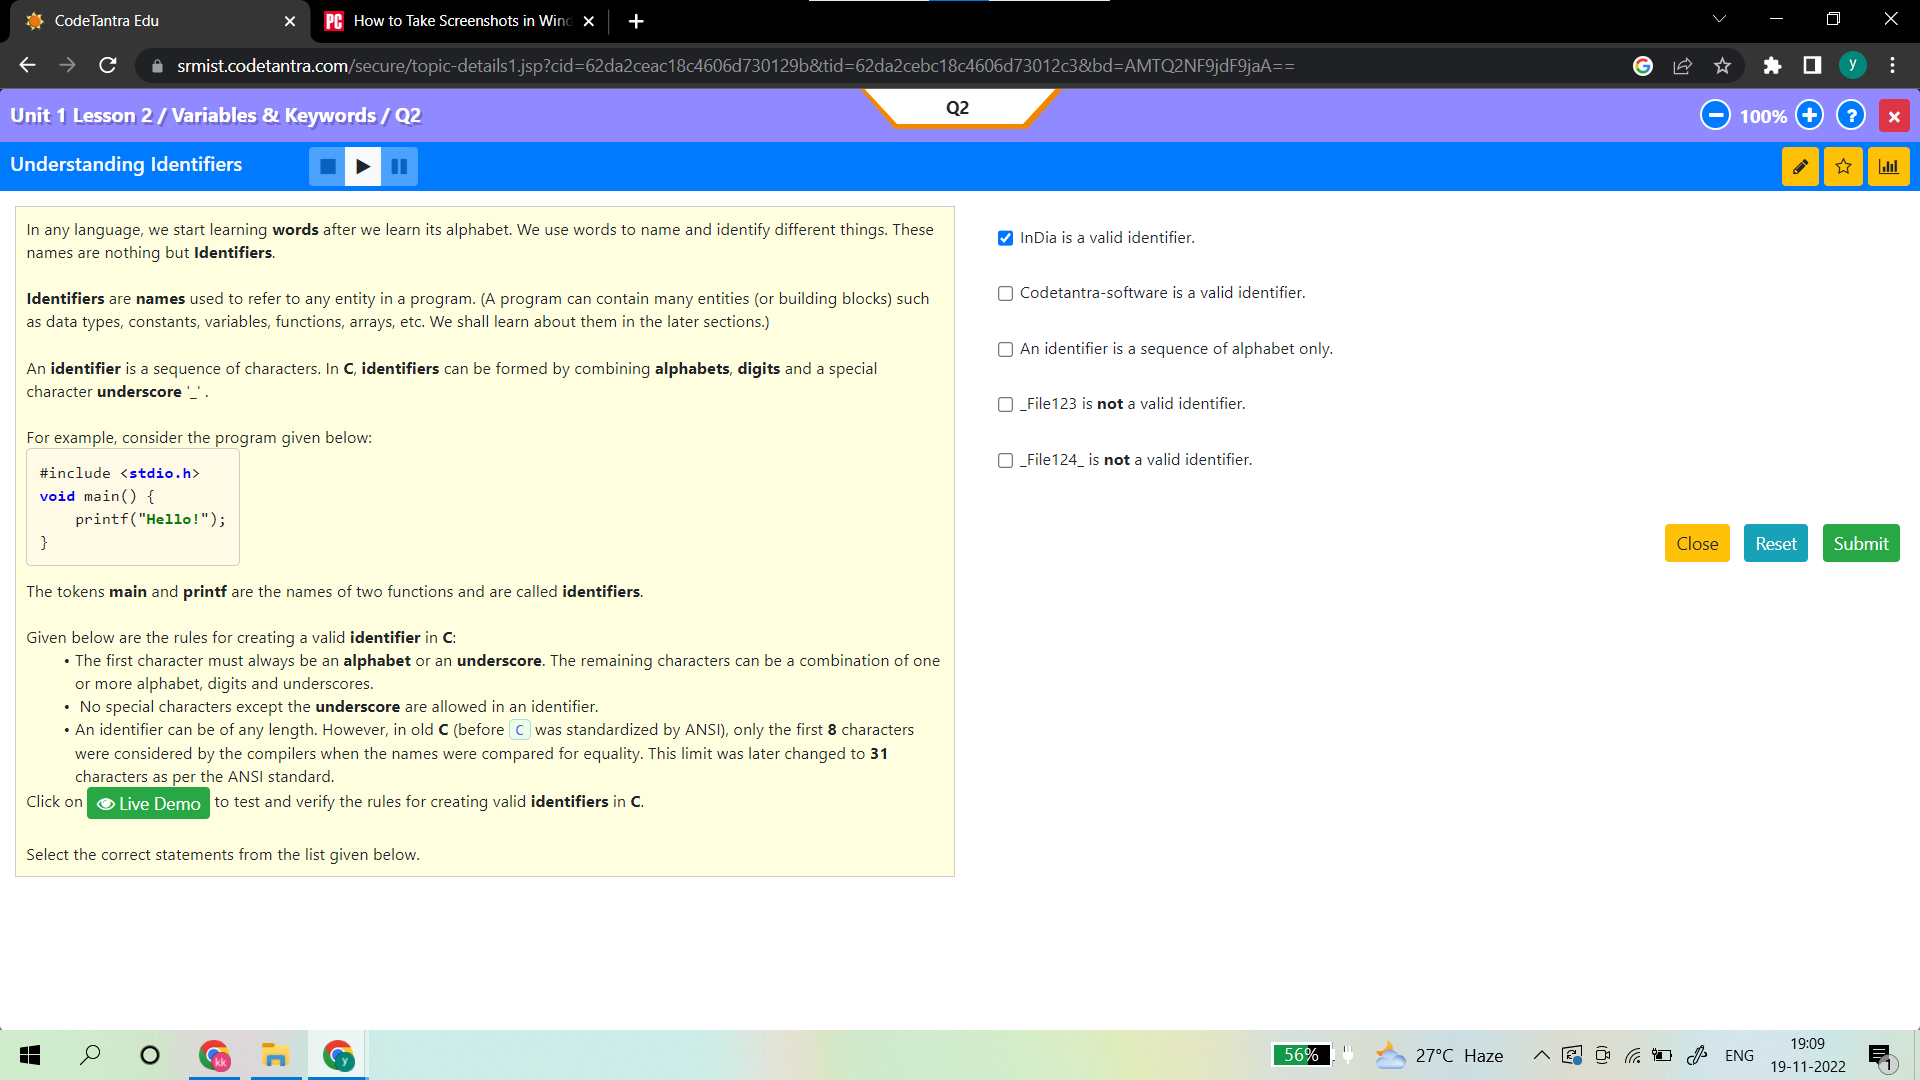 CodeTantra Edu
How to Take Screenshots in Wind
srmist.codetantra.com/secure/topic-details1.jsp?cid=62da2ceac18c4606d730129b&tid=62da2cebc18c4606d73012c3&bd=AMTQ2NF9jdF9jaA==
y
Unit 1 Lesson 2 / Variables & Keywords / Q2
Q2
100%
?
Understanding Identifiers
In any language, we start learning words after we learn its alphabet. We use words to name and identify different things. These
names are nothing but Identifiers.
Identifiers are names used to refer to any entity in a program. (A program can contain many entities (or building blocks) such
as data types, constants, variables, functions, arrays, etc. We shall learn about them in the later sections.)
An identifier is a sequence of characters. In C, identifiers can be formed by combining alphabets, digits and a special
character underscore '_' .
For example, consider the program given below:
#include <stdio.h>
void main() {
    printf("Hello!");
}
The tokens main and printf are the names of two functions and are called identifiers.
Given below are the rules for creating a valid identifier in C:
• The first character must always be an alphabet or an underscore. The remaining characters can be a combination of one
or more alphabet, digits and underscores.
• No special characters except the underscore are allowed in an identifier.
• An identifier can be of any length. However, in old C (before C was standardized by ANSI), only the first 8 characters
were considered by the compilers when the names were compared for equality. This limit was later changed to 31
characters as per the ANSI standard.
Click on Live Demo to test and verify the rules for creating valid identifiers in C.
Select the correct statements from the list given below.
InDia is a valid identifier.
Codetantra-software is a valid identifier.
An identifier is a sequence of alphabet only.
_File123 is not a valid identifier.
_File124_ is not a valid identifier.
Close Reset Submit
kk
y
56%
27°C Haze
ENG
19:09
19-11-2022
1
PC